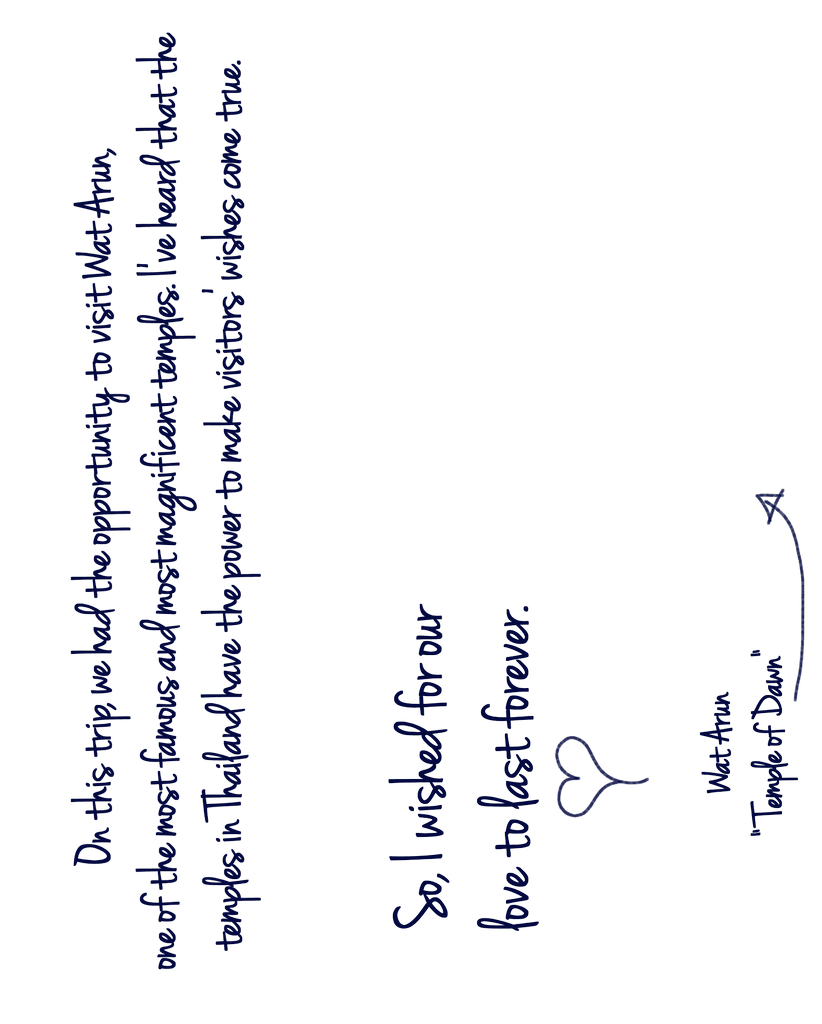 On this trip, we had the opportunity to visit Wat Arun,
one of the most famous and most magnificent temples. I've heard that the
temples in Thailand have the power to make visitors' wishes come true.
So, I wished for our
love to last forever.
Wat Arun
"Temple of Dawn"